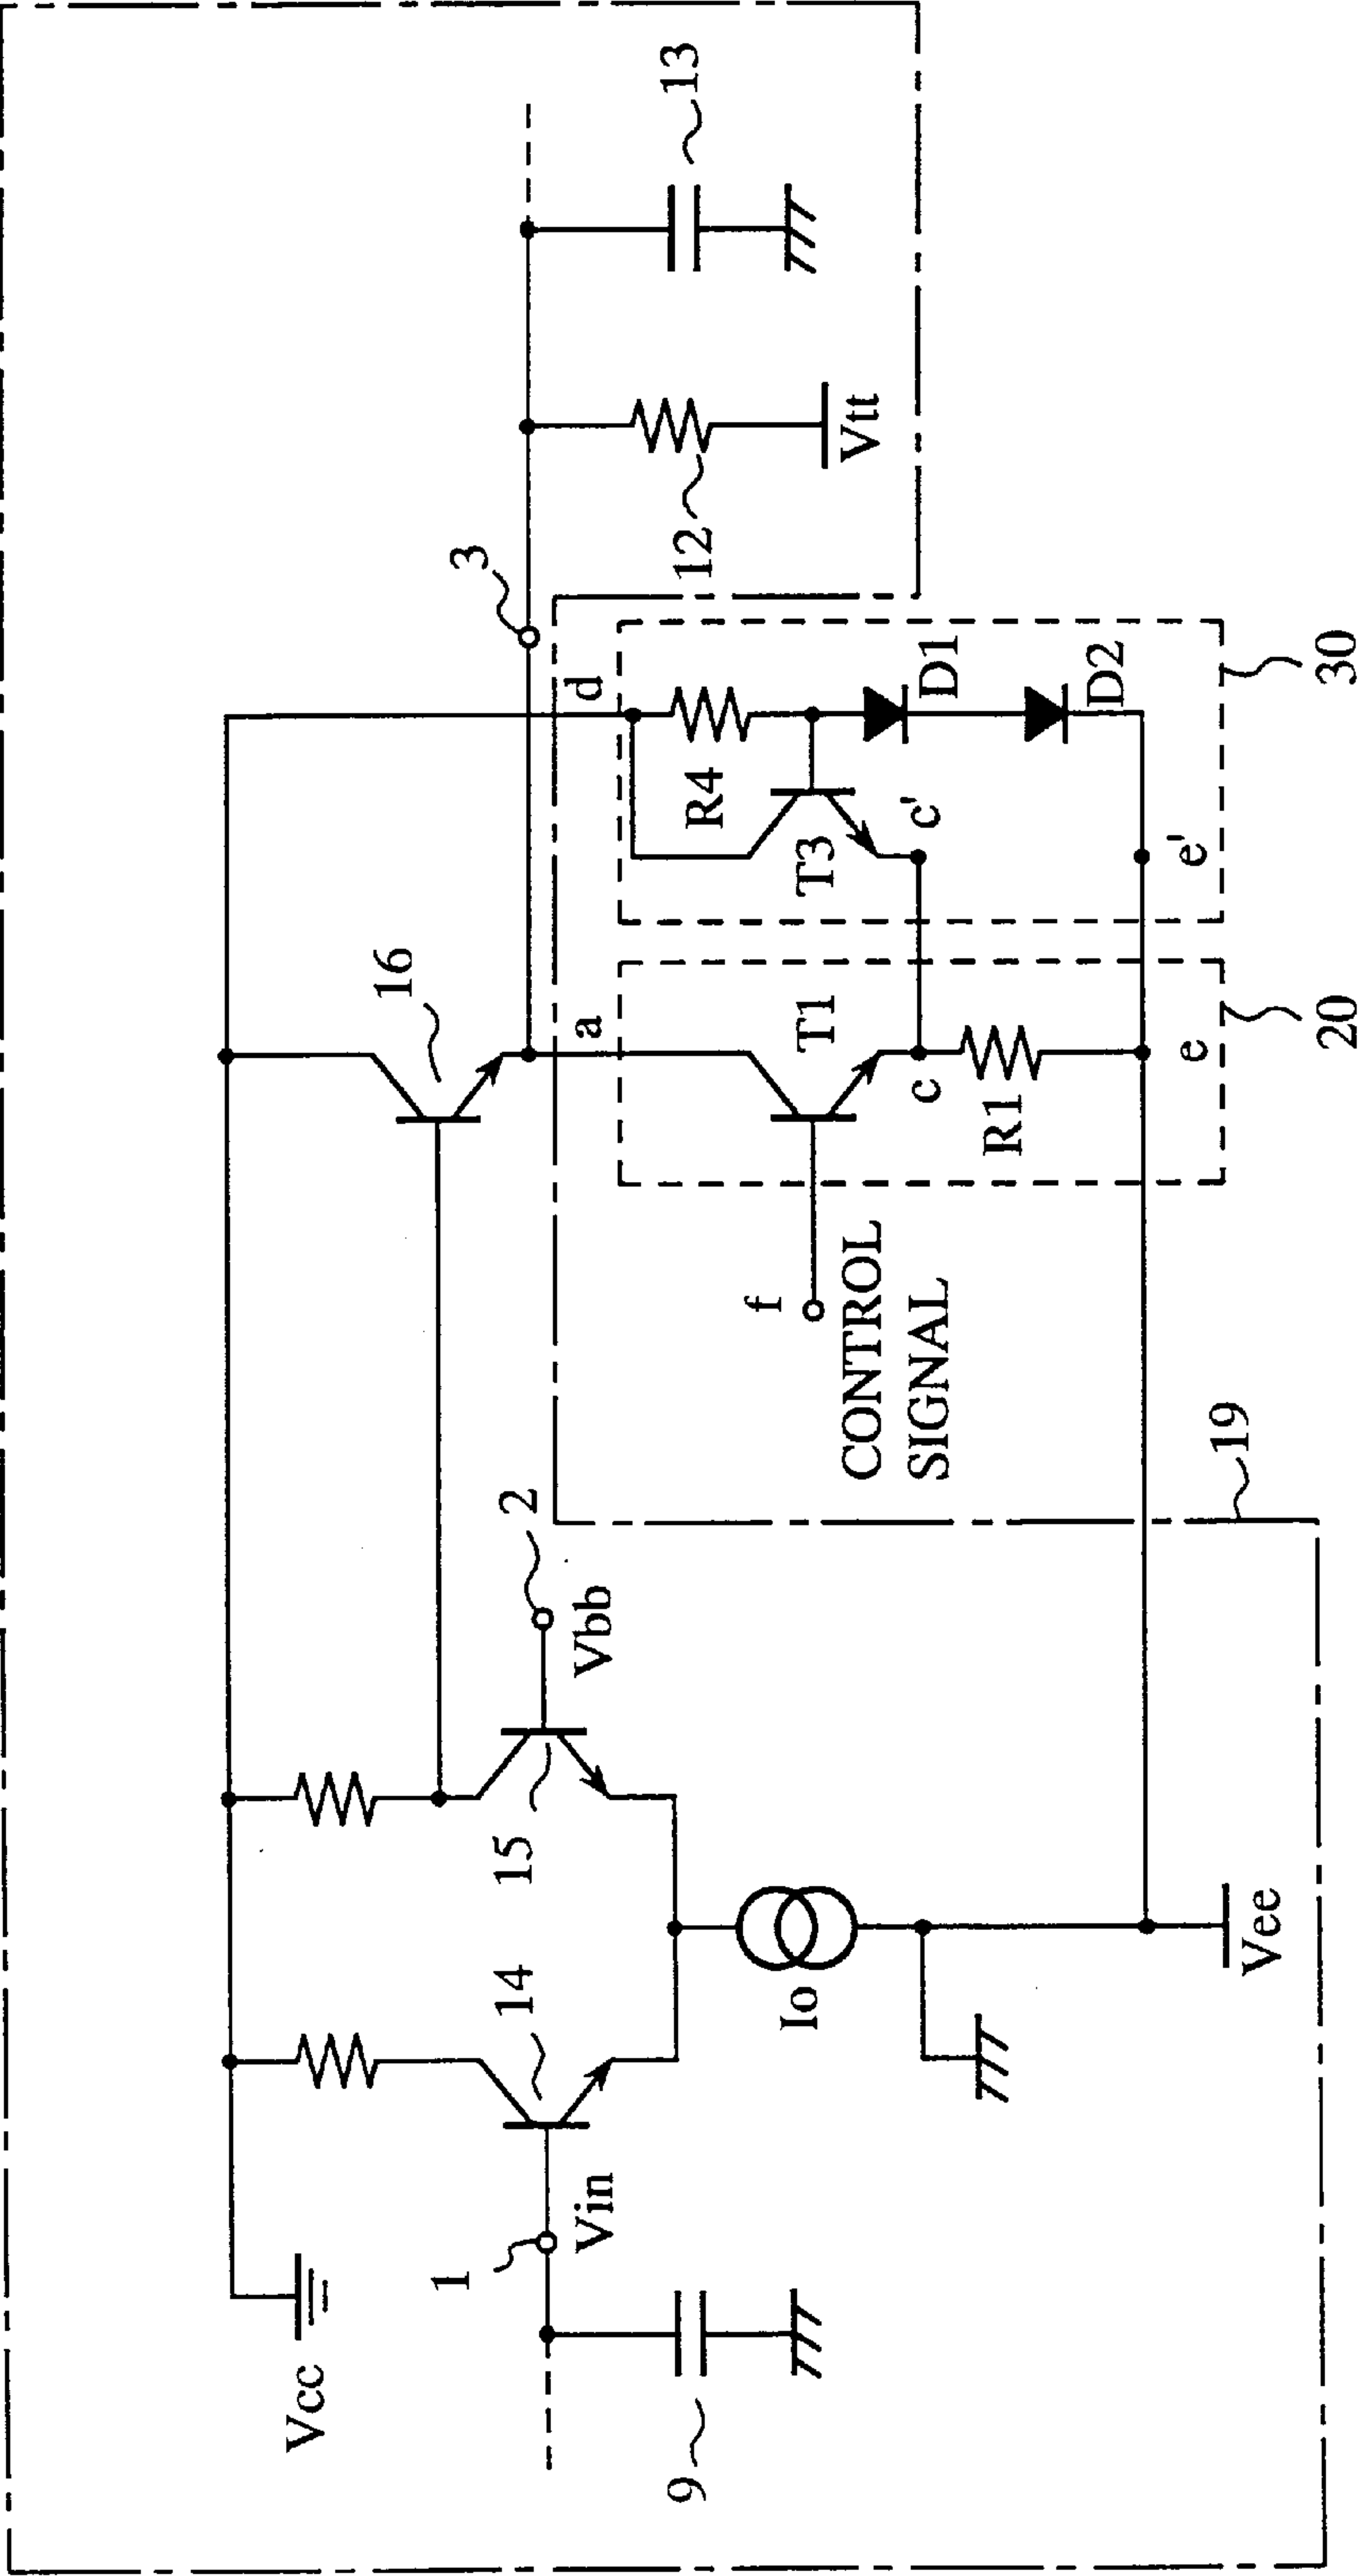 Vcc
9
1
Vin
14
Io
Vee
15
Vbb
2
19
f
CONTROL
SIGNAL
16
a
T1
c
R1
e
20
3
d
R4
T3
c'
D1
D2
e'
30
12
Vtt
13